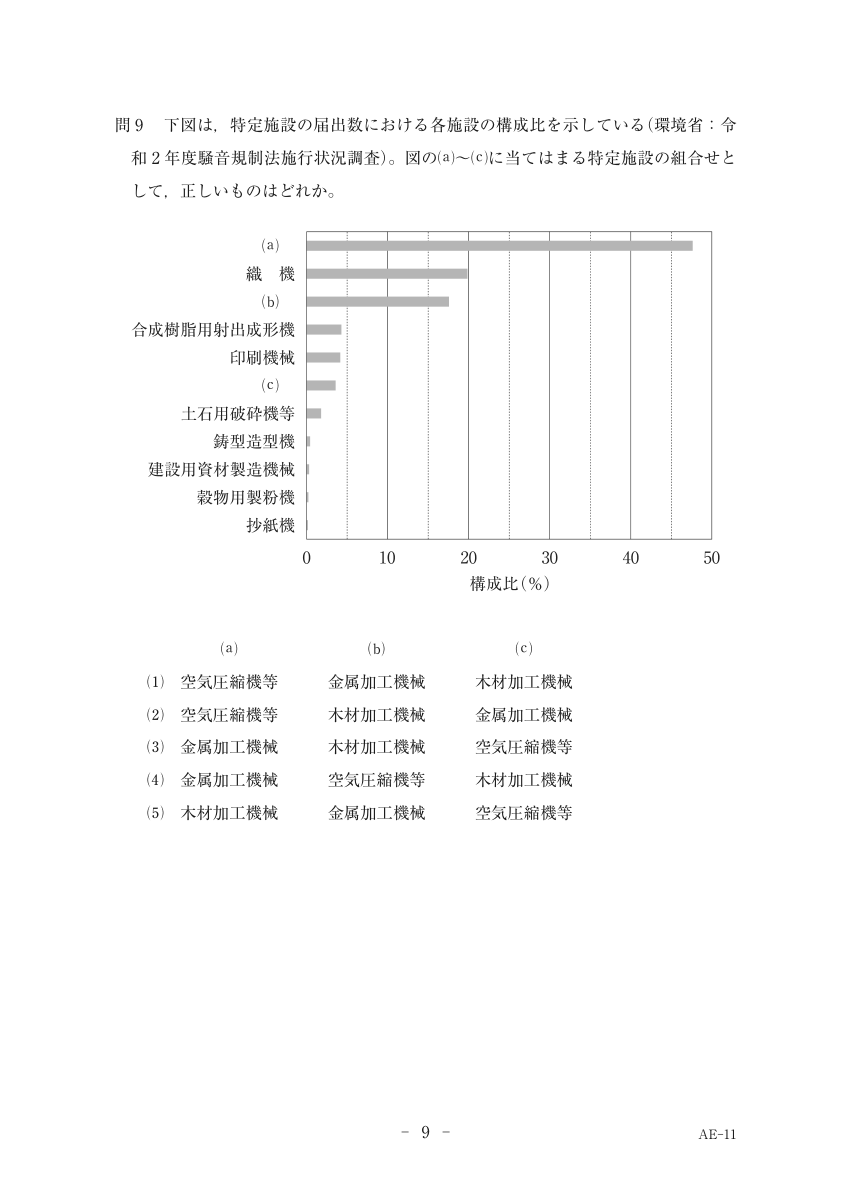 問9　下図は，特定施設の届出数における各施設の構成比を示している(環境省：令
和２年度騒音規制法施行状況調査)。図の(a)～(c)に当てはまる特定施設の組合せと
して，正しいものはどれか。
(a)
織　機
(b)
合成樹脂用射出成形機
印刷機械
(c)
土石用破砕機等
鋳型造型機
建設用資材製造機械
穀物用製粉機
抄紙機
0 10 20 30 40 50
構成比(％)
(a) (b) (c)
(1) 空気圧縮機等 金属加工機械 木材加工機械
(2) 空気圧縮機等 木材加工機械 金属加工機械
(3) 金属加工機械 木材加工機械 空気圧縮機等
(4) 金属加工機械 空気圧縮機等 木材加工機械
(5) 木材加工機械 金属加工機械 空気圧縮機等
－ 9 －
AE–11